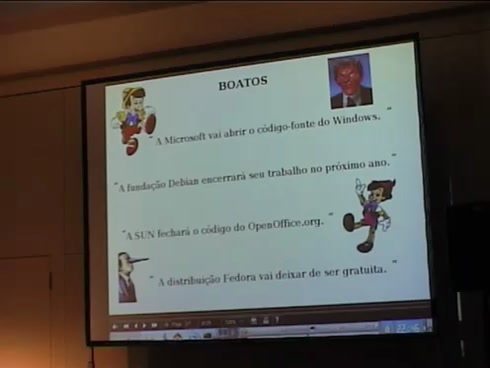 BOATOS
" A Microsoft vai abrir o código-fonte do Windows. "
"A fundação Debian encerrará seu trabalho no próximo ano."
"A SUN fechará o código do OpenOffice.org. "
" A distribuição Fedora vai deixar de ser gratuita. "